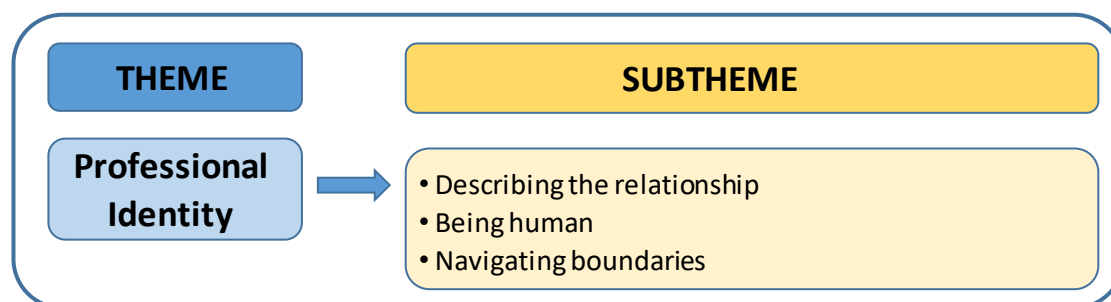 THEME
SUBTHEME
Professional
Identity
• Describing the relationship
• Being human
• Navigating boundaries